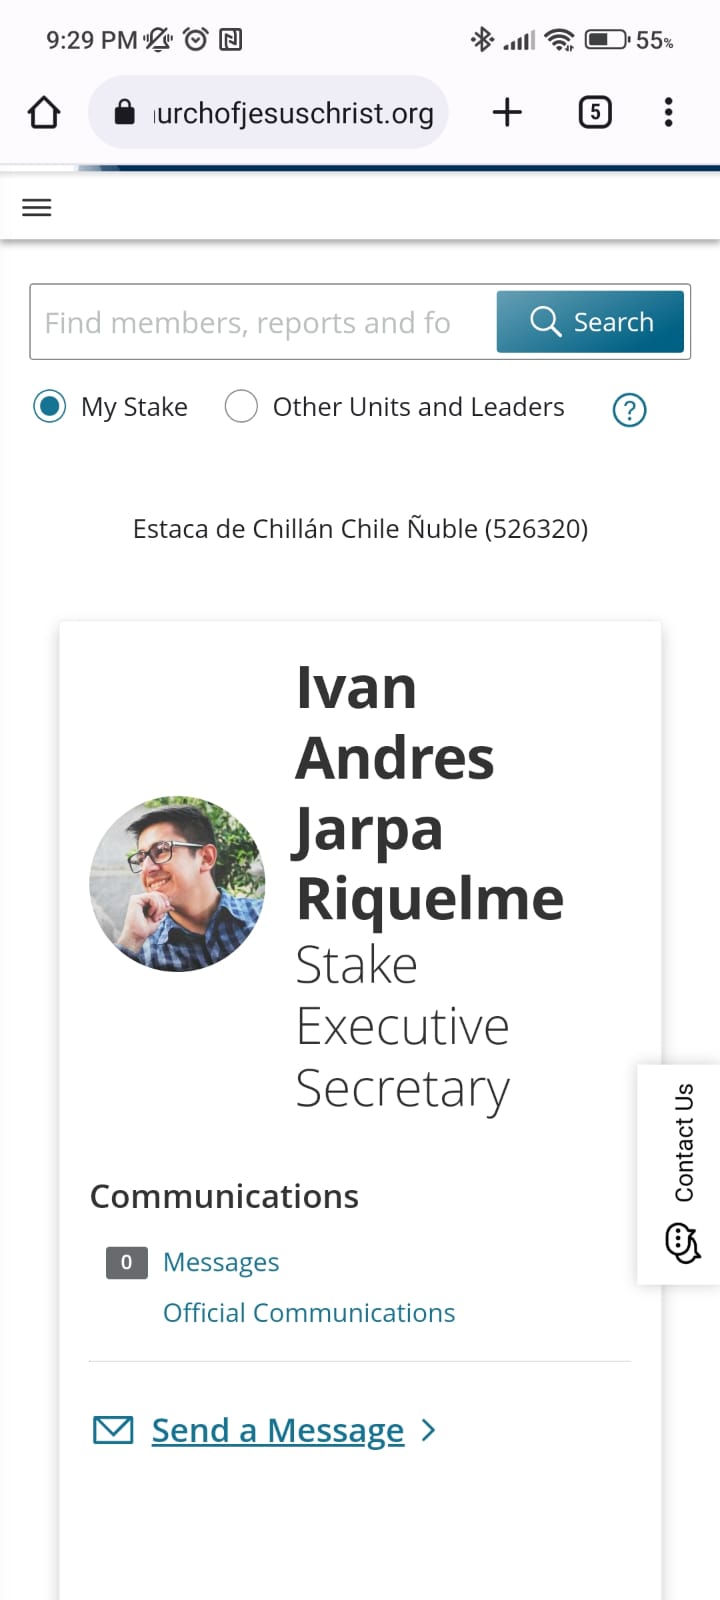 9:29 PM 55%
urchofjesuschrist.org 5
Find members, reports and fo Search
My Stake Other Units and Leaders ?
Estaca de Chillán Chile Ñuble (526320)
Ivan
Andres
Jarpa
Riquelme
Stake
Executive
Secretary
Contact Us
Communications
0 Messages
Official Communications
Send a Message